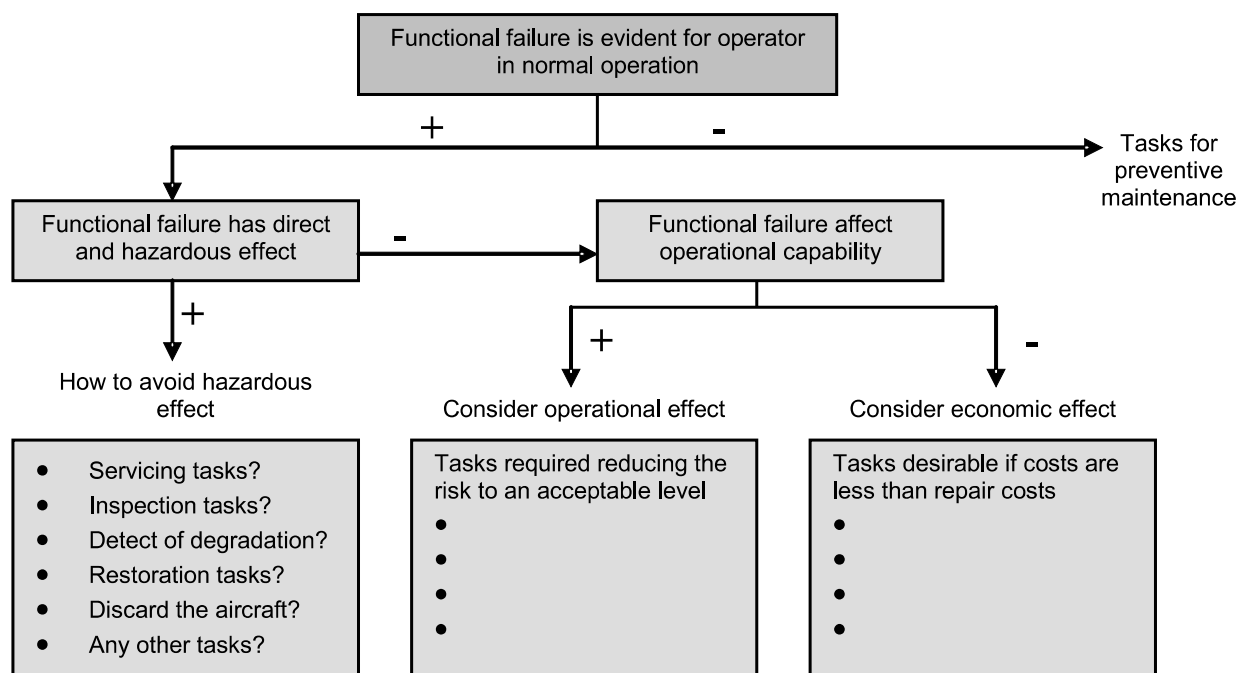 Functional failure is evident for operator
in normal operation
+
-
Tasks for
preventive
maintenance
Functional failure has direct
and hazardous effect
-
Functional failure affect
operational capability
+
+
-
How to avoid hazardous
effect
Consider operational effect
Consider economic effect
• Servicing tasks?
• Inspection tasks?
• Detect of degradation?
• Restoration tasks?
• Discard the aircraft?
• Any other tasks?
Tasks required reducing the
risk to an acceptable level
•
•
•
•
Tasks desirable if costs are
less than repair costs
•
•
•
•